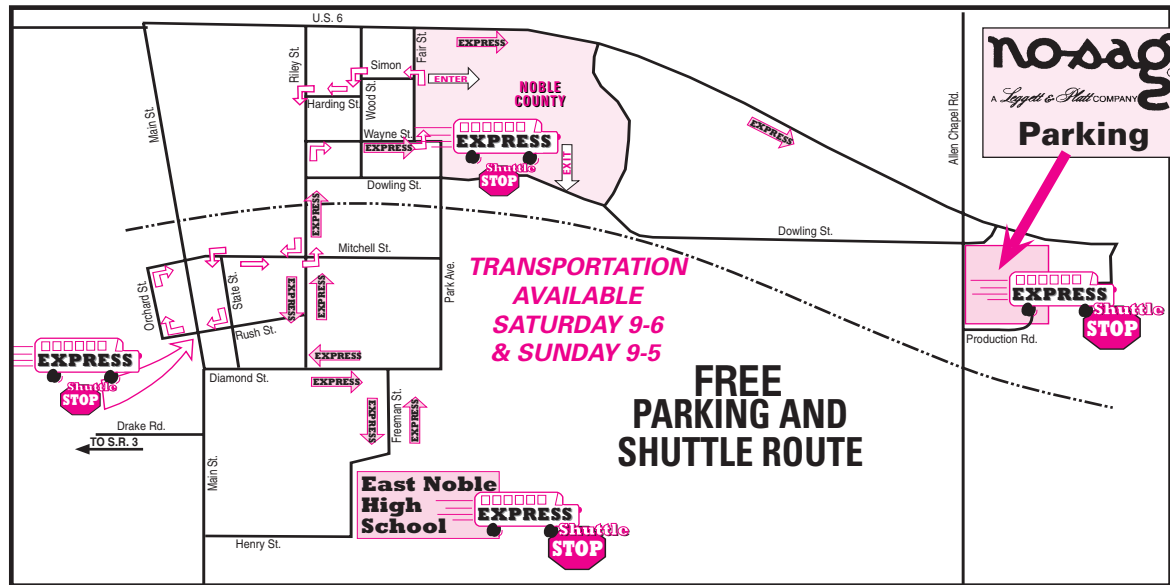 U.S. 6
Main St.
Riley St.
Simon
Fair St.
EXPRESS
ENTER
Harding St.
Wood St.
NOBLE
COUNTY
Wayne St.
EXPRESS
EXPRESS
Shuttle
STOP
EXIT
Dowling St.
EXPRESS
EXPRESS
Allen Chapel Rd.
no-sag
A Leggett & Platt COMPANY
Parking
Dowling St.
Mitchell St.
Orchard St.
State St.
Rush St.
EXPRESS
EXPRESS
Park Ave.
TRANSPORTATION
AVAILABLE
SATURDAY 9-6
& SUNDAY 9-5
EXPRESS
Shuttle
STOP
Production Rd.
EXPRESS
Shuttle
STOP
EXPRESS
Diamond St.
EXPRESS
EXPRESS
Freeman St.
EXPRESS
FREE
PARKING AND
SHUTTLE ROUTE
Drake Rd.
TO S.R. 3
Main St.
East Noble
High
School
EXPRESS
Shuttle
STOP
Henry St.